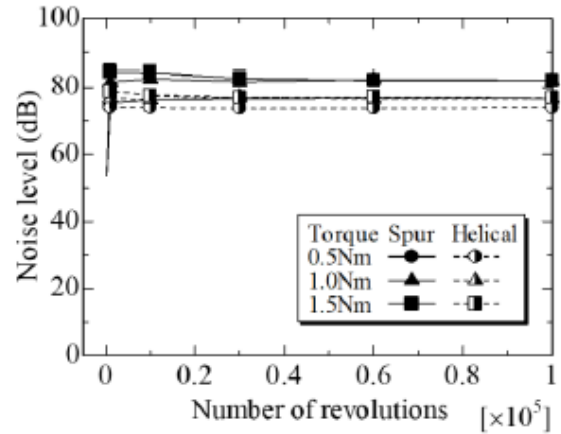 Noise level (dB)
100
80
60
40
20
0
Torque Spur Helical
0.5Nm
1.0Nm
1.5Nm
0 0.2 0.4 0.6 0.8 1
Number of revolutions [×10⁵]